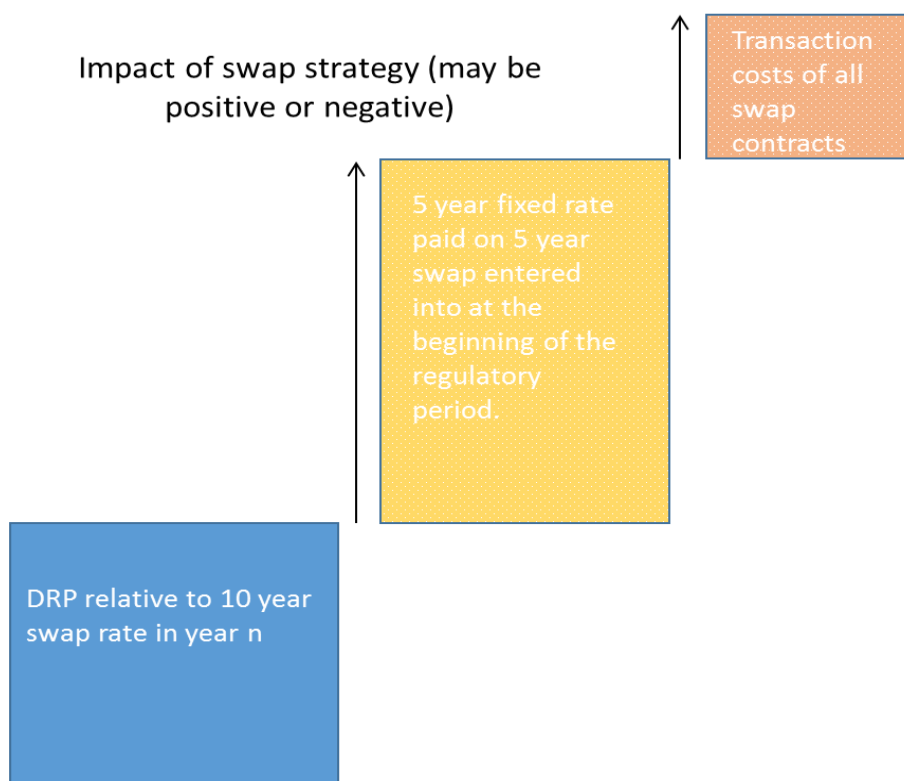 Impact of swap strategy (may be
positive or negative)
Transaction
costs of all
swap
contracts
5 year fixed rate
paid on 5 year
swap entered
into at the
beginning of the
regulatory
period.
DRP relative to 10 year
swap rate in year n